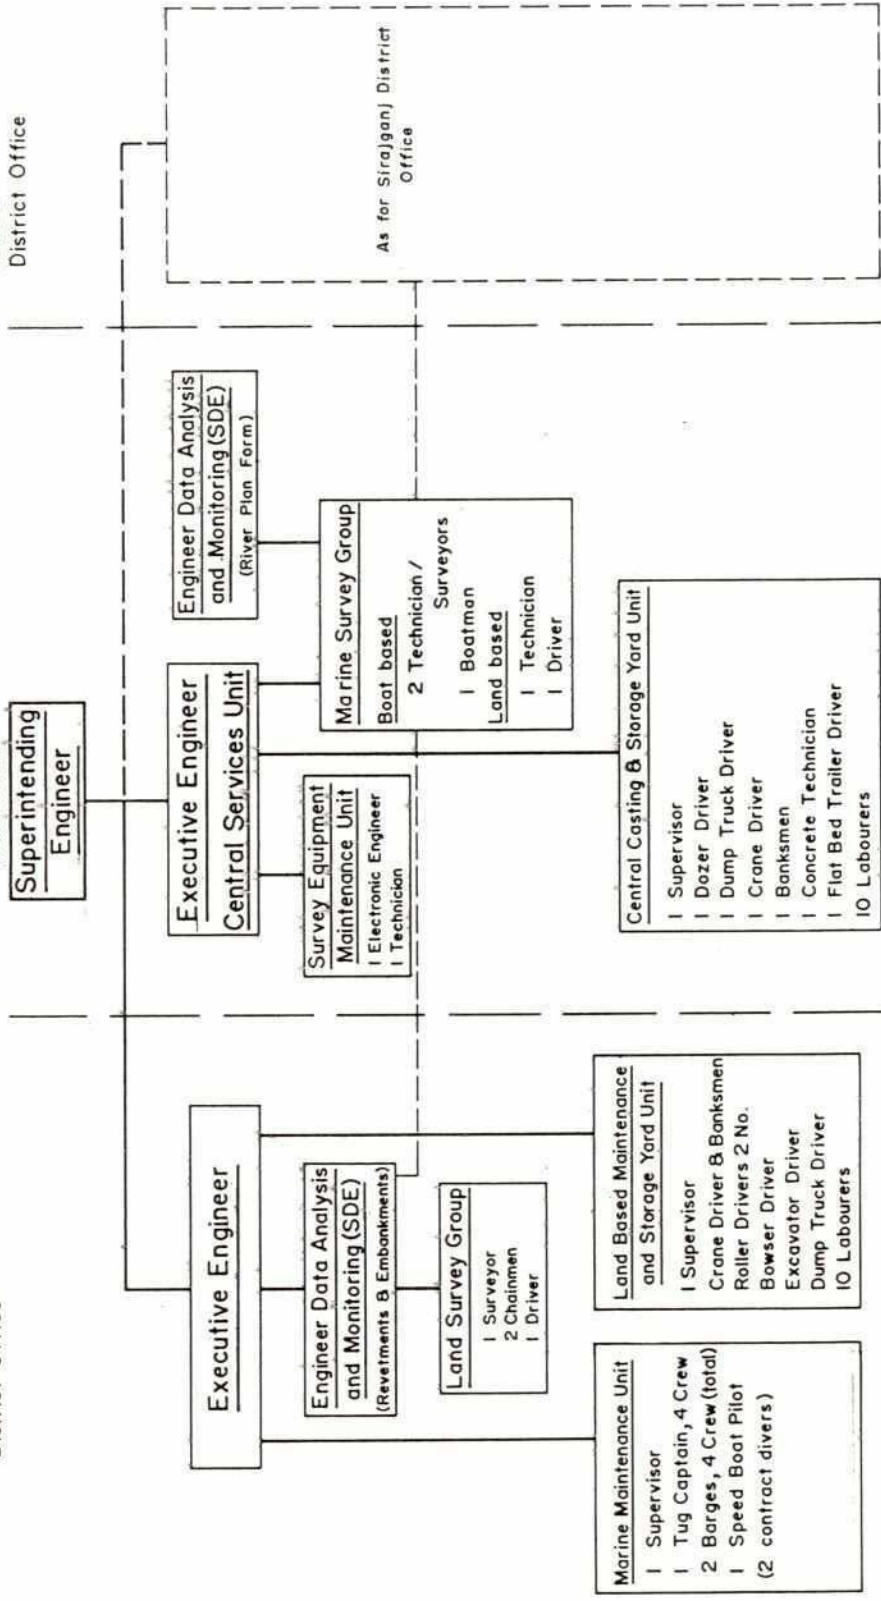 District Office
Superintending
Engineer
Executive Engineer
Engineer Data Analysis
and Monitoring (SDE)
(Revetments & Embankments)
Land Survey Group
1 Surveyor
2 Chainmen
1 Driver
Marine Maintenance Unit
1 Supervisor
1 Tug Captain, 4 Crew
2 Barges, 4 Crew (total)
1 Speed Boat Pilot
(2 contract divers)
Land Based Maintenance
and Storage Yard Unit
1 Supervisor
Crane Driver & Banksmen
Roller Drivers 2 No.
Bowser Driver
Excavator Driver
Dump Truck Driver
10 Labourers
Executive Engineer
Central Services Unit
Survey Equipment
Maintenance Unit
1 Electronic Engineer
1 Technician
Engineer Data Analysis
and .Monitoring (SDE)
(River Plan Form)
Marine Survey Group
Boat based
2 Technician /
Surveyors
1 Boatman
Land based
1 Technician
1 Driver
Central Casting & Storage Yard Unit
1 Supervisor
1 Dozer Driver
1 Dump Truck Driver
1 Crane Driver
1 Banksmen
1 Concrete Technician
1 Flat Bed Trailer Driver
10 Labourers
District Office
As for Sirajganj District
Office